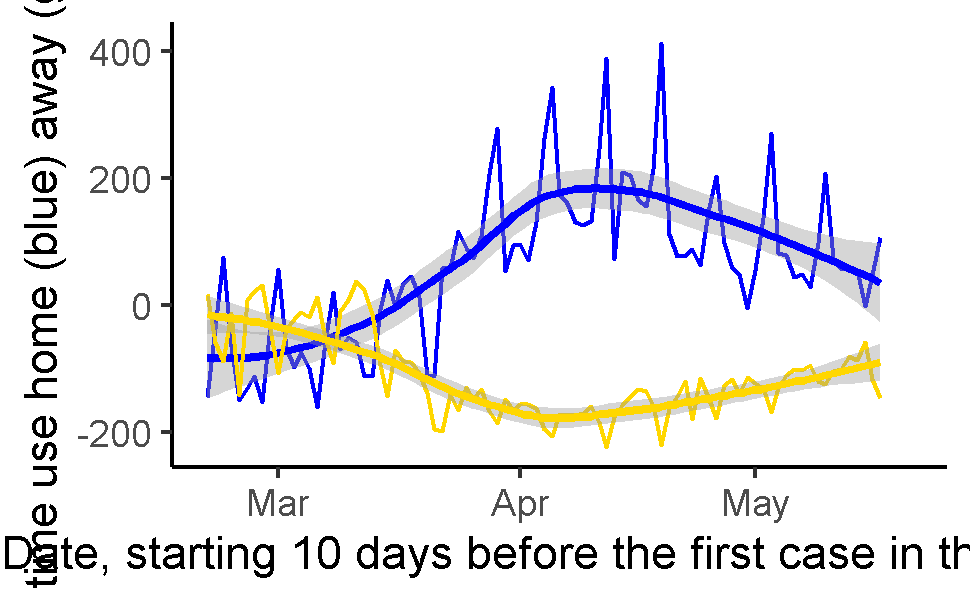 time use home (blue) away (
400
200
0
-200
Mar Apr May
Date, starting 10 days before the first case in th